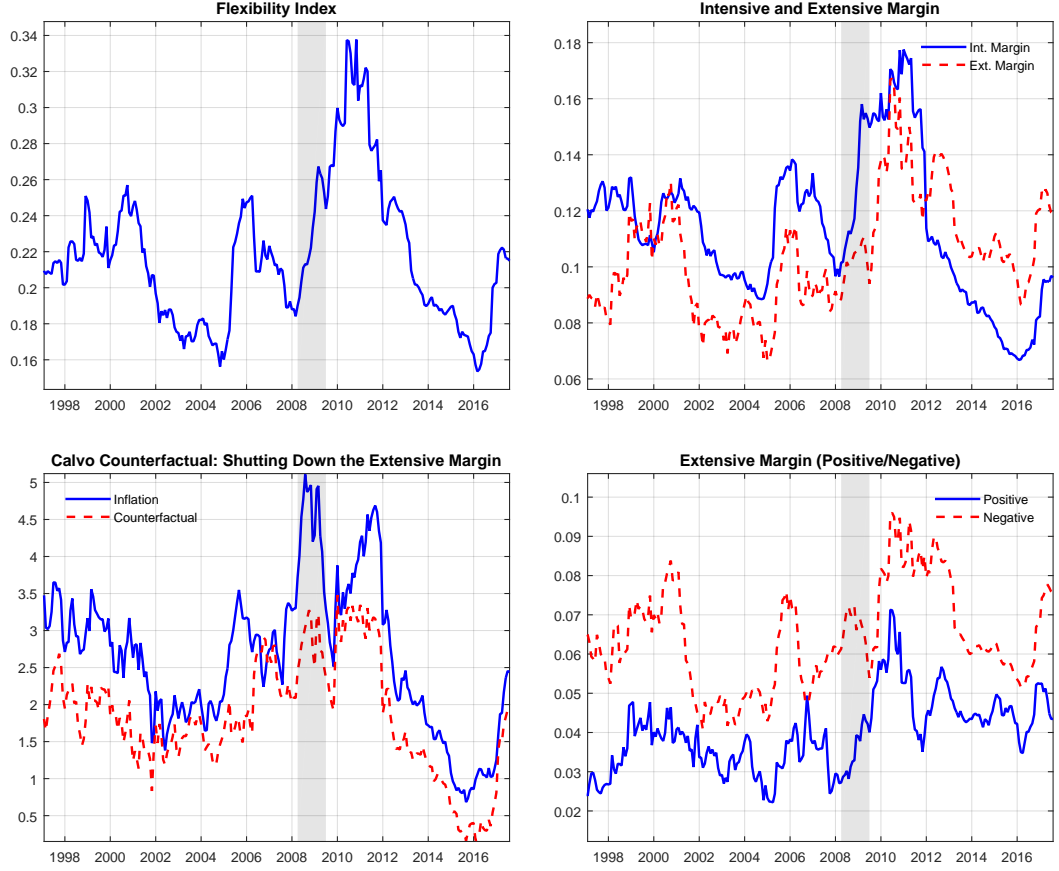 Flexibility Index
0.34
0.3
0.28
0.26
0.24
0.22
0.2
0.18
0.16
1998 2000 2002 2004 2006 2008 2010 2012 2014 2016
Intensive and Extensive Margin
Int. Margin
Ext. Margin
0.18
0.16
0.14
0.12
0.1
0.08
0.06
1998 2000 2002 2004 2006 2008 2010 2012 2014 2016
Calvo Counterfactual: Shutting Down the Extensive Margin
Inflation
Counterfactual
5
4.5
4
3.5
3
2.5
2
1.5
1
0.5
1998 2000 2002 2004 2006 2008 2010 2012 2014 2016
Extensive Margin (Positive/Negative)
Positive
Negative
0.1
0.09
0.08
0.07
0.06
0.05
0.04
0.03
0.02
1998 2000 2002 2004 2006 2008 2010 2012 2014 2016